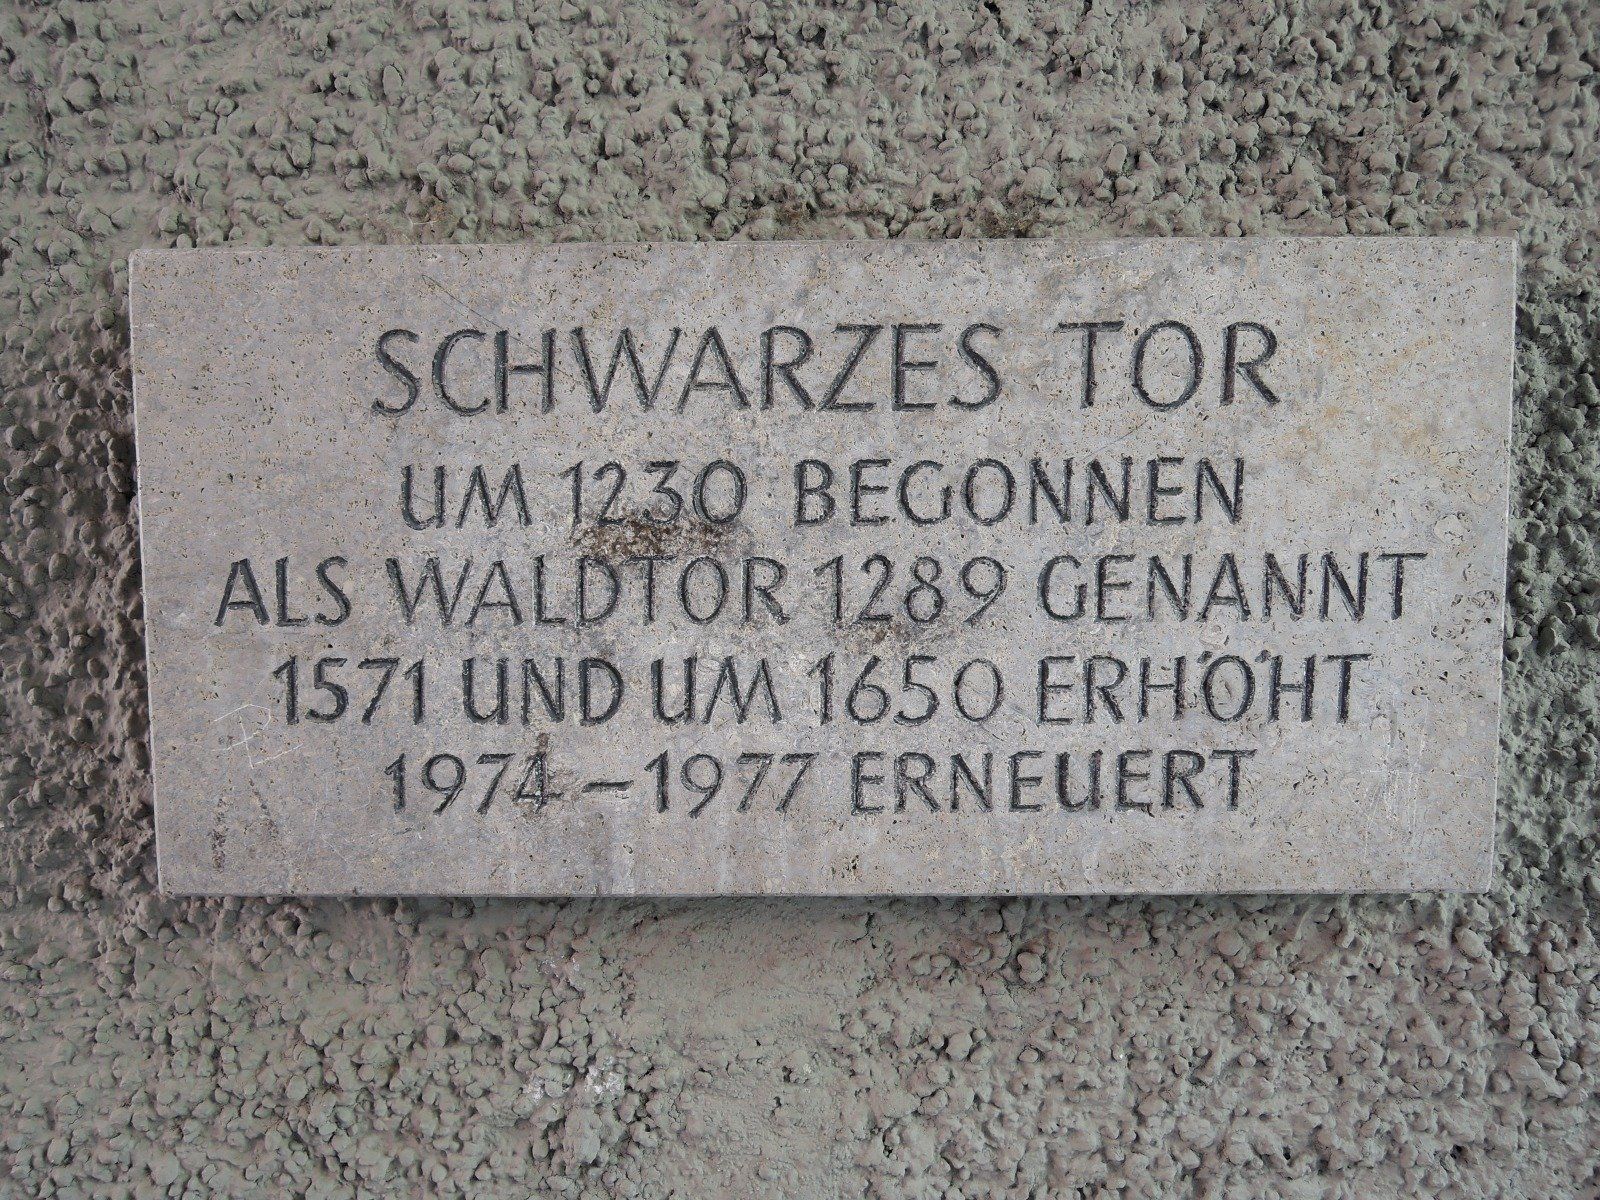 SCHWARZES TOR
UM 1230 BEGONNEN
ALS WALDTOR 1289 GENANNT
1571 UND UM 1650 ERHÖHT
1974 – 1977 ERNEUERT